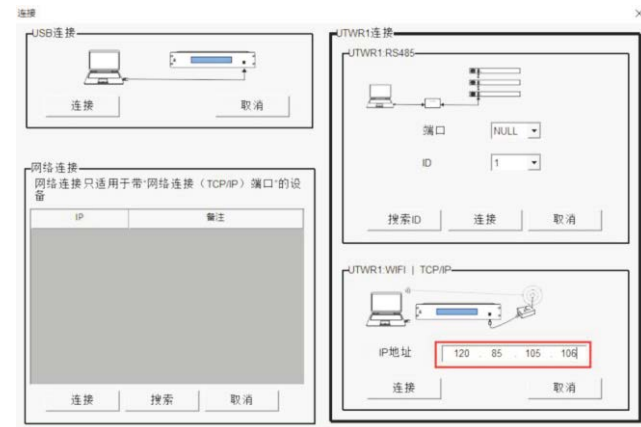 连接
USB连接
连接
取消
网络连接
网络连接只适用于带“网络连接（TCP/IP）端口”的设
备
IP
备注
连接
搜索
取消
UTWR1连接
UTWR1:RS485
端口
NULL
ID
1
搜索ID
连接
取消
UTWR1:WIFI | TCP/IP
IP地址
120 . 85 . 105 . 106
连接
取消